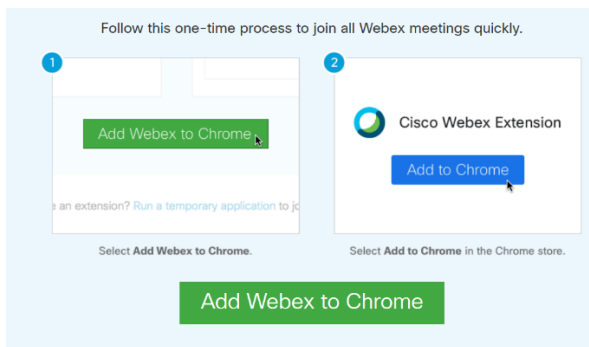 Follow this one-time process to join all Webex meetings quickly.
1
Add Webex to Chrome
e an extension? Run a temporary application to jo
Select Add Webex to Chrome.
2
Cisco Webex Extension
Add to Chrome
Select Add to Chrome in the Chrome store.
Add Webex to Chrome